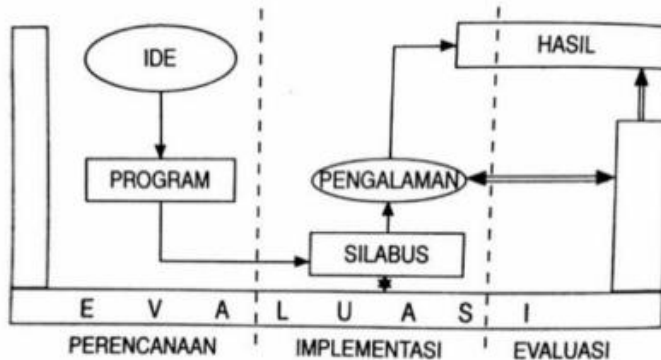 IDE
HASIL
PROGRAM
PENGALAMAN
SILABUS
E V A L U A S I
PERENCANAAN
IMPLEMENTASI
EVALUASI